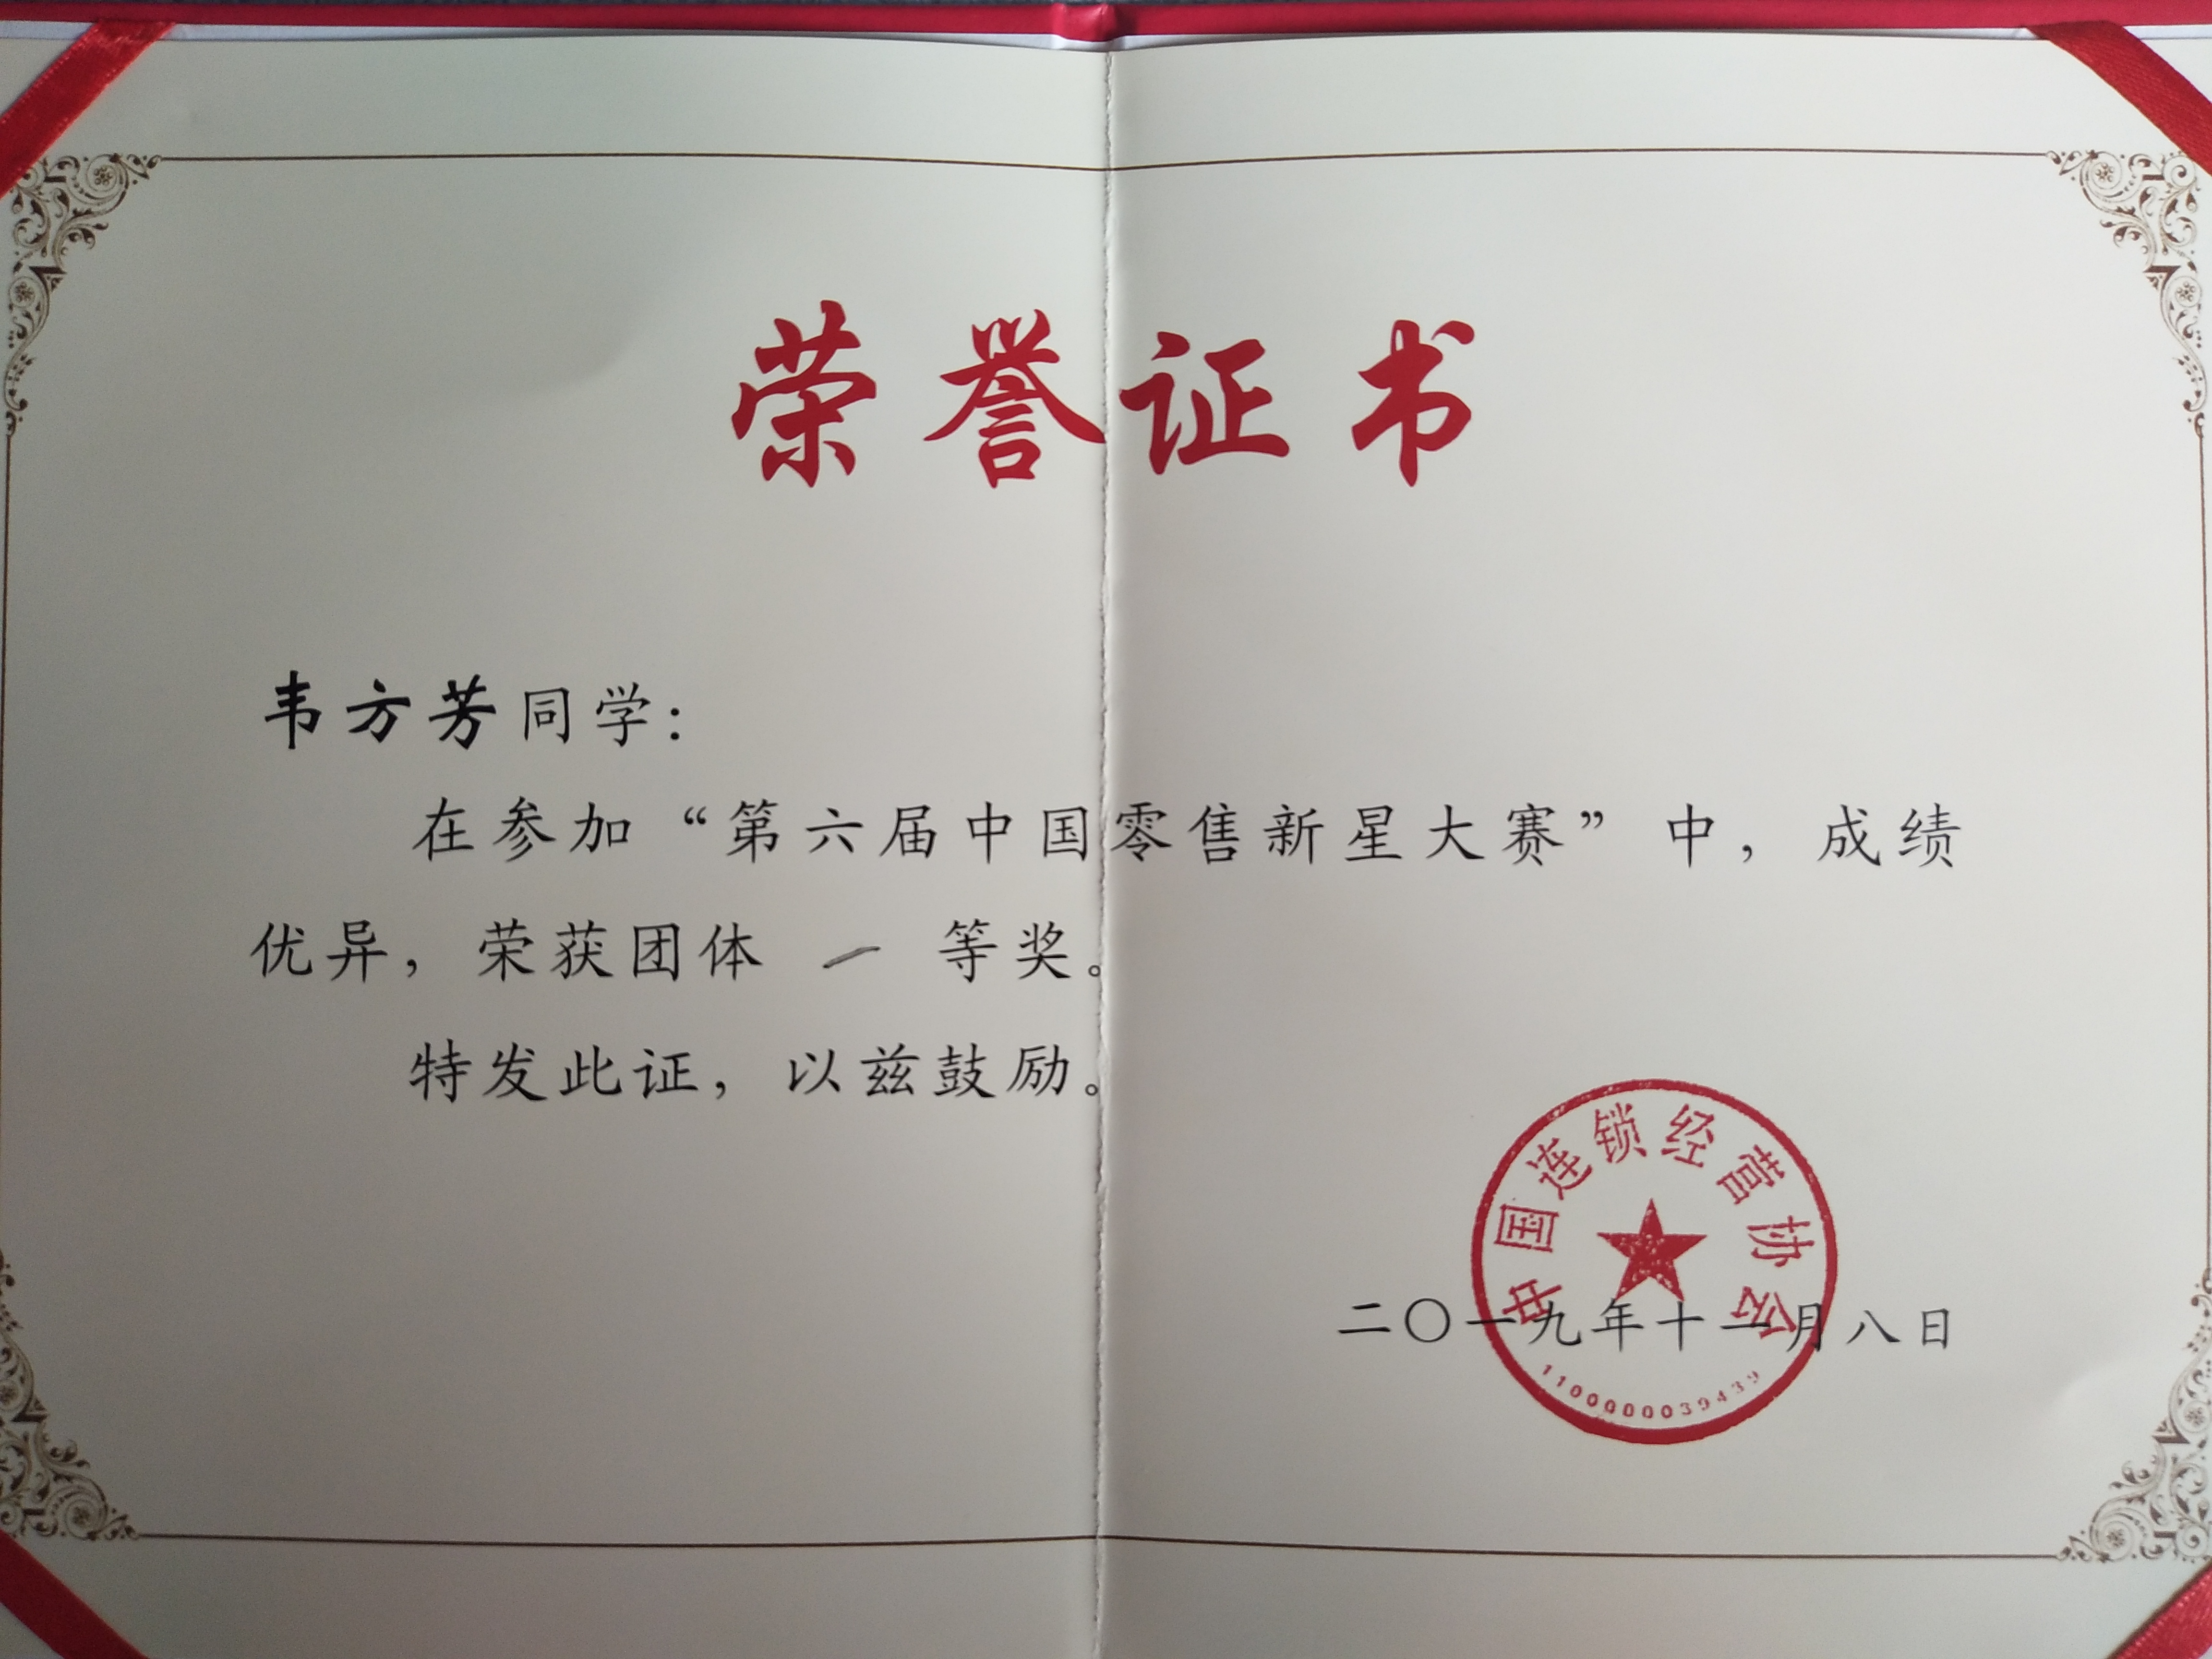 荣誉证书
韦方芳同学：
在参加“第六届中国零售新星大赛”中，成绩
优异，荣获团体 一 等奖。
特发此证，以兹鼓励。
中国连锁经营协会
二〇一九年十一月八日
1100000039439